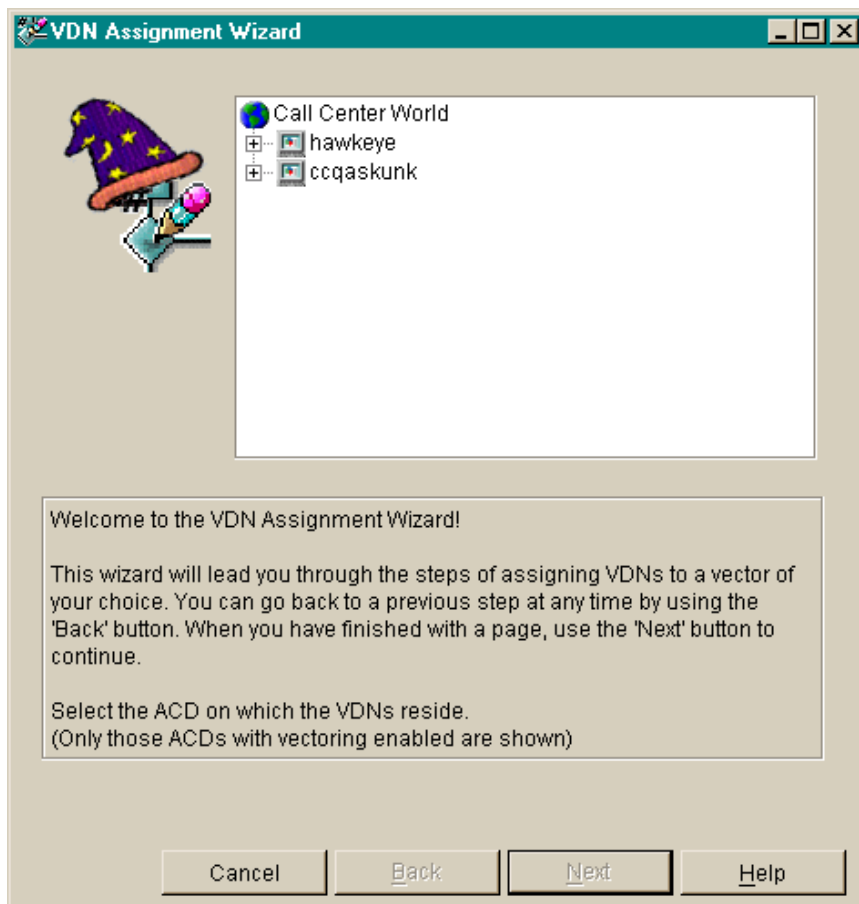 VDN Assignment Wizard
Call Center World
hawkeye
ccqaskunk
Welcome to the VDN Assignment Wizard!
This wizard will lead you through the steps of assigning VDNs to a vector of
your choice. You can go back to a previous step at any time by using the
'Back' button. When you have finished with a page, use the 'Next' button to
continue.
Select the ACD on which the VDNs reside.
(Only those ACDs with vectoring enabled are shown)
Cancel Back Next Help